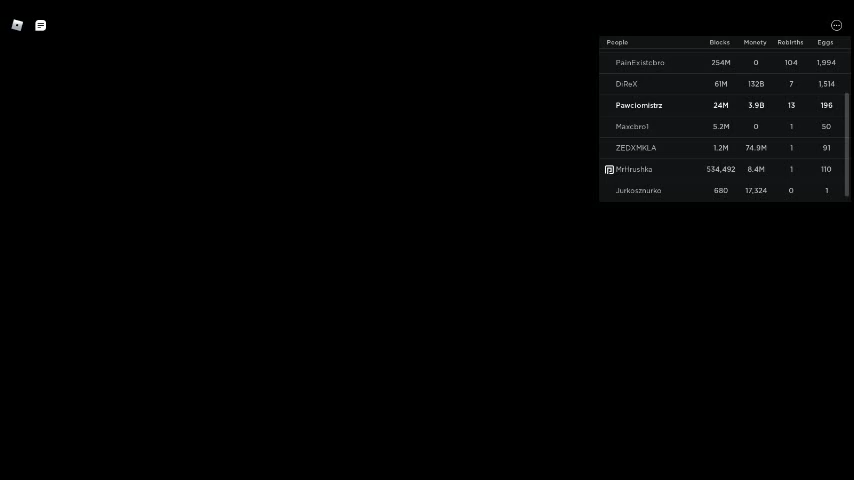 People Blocks Monety Rebirths Eggs
PainExistcbro 254M 0 104 1,994
DiReX 61M 132B 7 1,514
Pawciomistrz 24M 3.9B 13 196
Maxcbro1 5.2M 0 1 50
ZEDXMKLA 1.2M 74.9M 1 91
MrHrushka 534,492 8.4M 1 110
Jurkosznurko 680 17,324 0 1